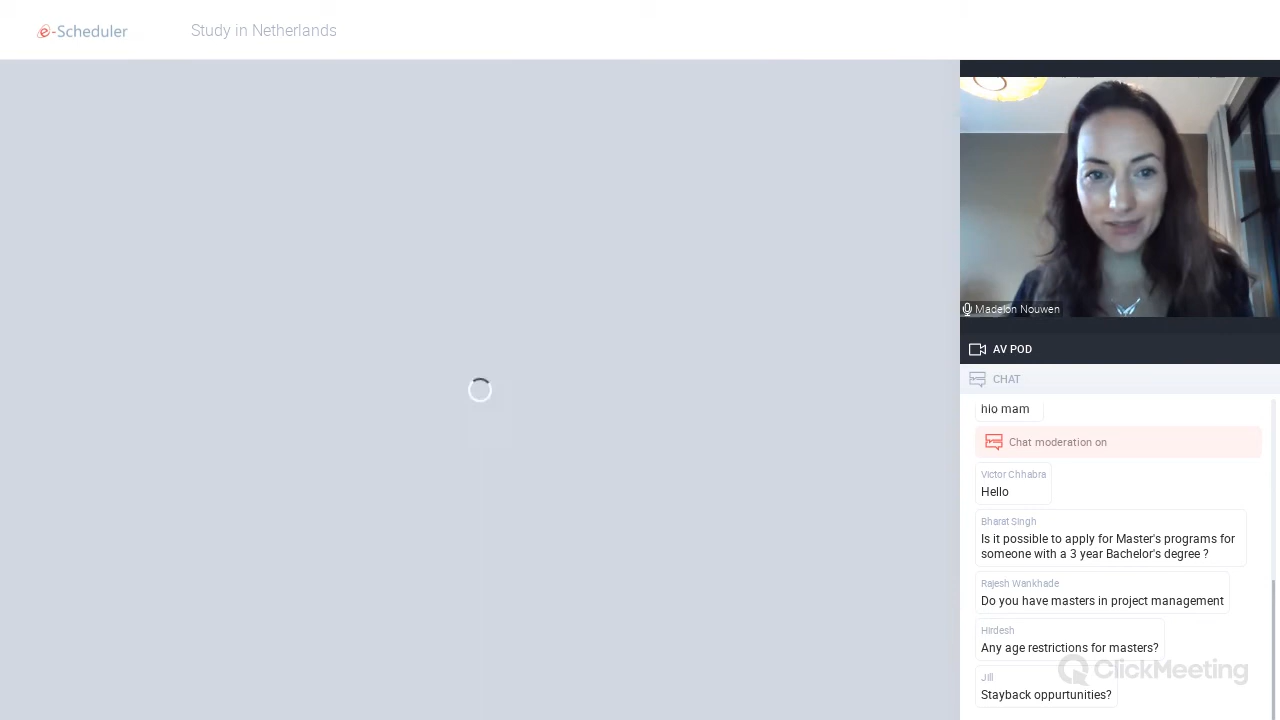 e-Scheduler
Study in Netherlands
Madelon Nouwen
AV POD
CHAT
hio mam
Chat moderation on
Victor Chhabra
Hello
Bharat Singh
Is it possible to apply for Master's programs for
someone with a 3 year Bachelor's degree ?
Rajesh Wankhade
Do you have masters in project management
Hirdesh
Any age restrictions for masters?
ClickMeeting
Jill
Stayback oppurtunities?